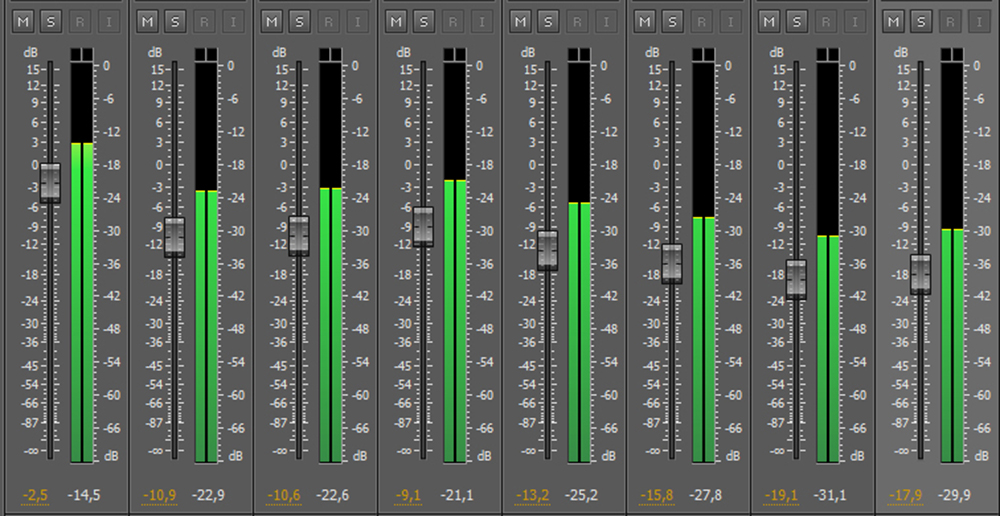 M S R I M S R I M S R I M S R I M S R I M S R I M S R I M S R I
dB dB dB dB dB dB dB dB
15 0 15 0 15 0 15 0 15 0 15 0 15 0 15 0
12 12 12 12 12 12 12 12
9 -6 9 -6 9 -6 9 -6 9 -6 9 -6 9 -6 9 -6
6 6 6 6 6 6 6 6
-12 -12 -12 -12 -12 -12 -12 -12
3 3 3 3 3 3 3 3
0 -18 0 -18 0 -18 0 -18 0 -18 0 -18 0 -18 0 -18
-3 -3 -3 -3 -3 -3 -3 -3
-6 -24 -6 -24 -6 -24 -6 -24 -6 -24 -6 -24 -6 -24 -6 -24
-9 -30 -9 -30 -9 -30 -9 -30 -9 -30 -9 -30 -9 -30 -9 -30
-12 -12 -12 -12 -12 -12 -12 -12
-36 -36 -36 -36 -36 -36 -36 -36
-18 -18 -18 -18 -18 -18 -18 -18
-24 -42 -24 -42 -24 -42 -24 -42 -24 -42 -24 -42 -24 -42 -24 -42
-30 -48 -30 -48 -30 -48 -30 -48 -30 -48 -30 -48 -30 -48 -30 -48
-36 -36 -36 -36 -36 -36 -36 -36
-45 -54 -45 -54 -45 -54 -45 -54 -45 -54 -45 -54 -45 -54 -45 -54
-54 -54 -54 -54 -54 -54 -54 -54
-60 -60 -60 -60 -60 -60 -60 -60
-66 -66 -66 -66 -66 -66 -66 -66
-87 -66 -87 -66 -87 -66 -87 -66 -87 -66 -87 -66 -87 -66 -87 -66
-∞ dB -∞ dB -∞ dB -∞ dB -∞ dB -∞ dB -∞ dB -∞ dB
-2,5 -14,5 -10,9 -22,9 -10,6 -22,6 -9,1 -21,1 -13,2 -25,2 -15,8 -27,8 -19,1 -31,1 -17,9 -29,9